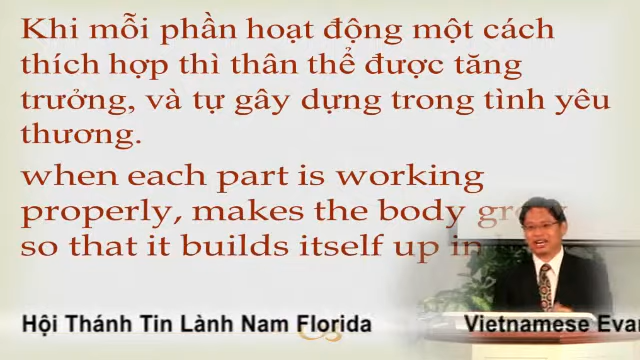 Khi mỗi phần hoạt động một cách
thích hợp thì thân thể được tăng
trưởng, và tự gây dựng trong tình yêu
thương.
when each part is working
properly, makes the body
so that it builds itself up in
Hội Thánh Tin Lành Nam Florida
Vietnamese